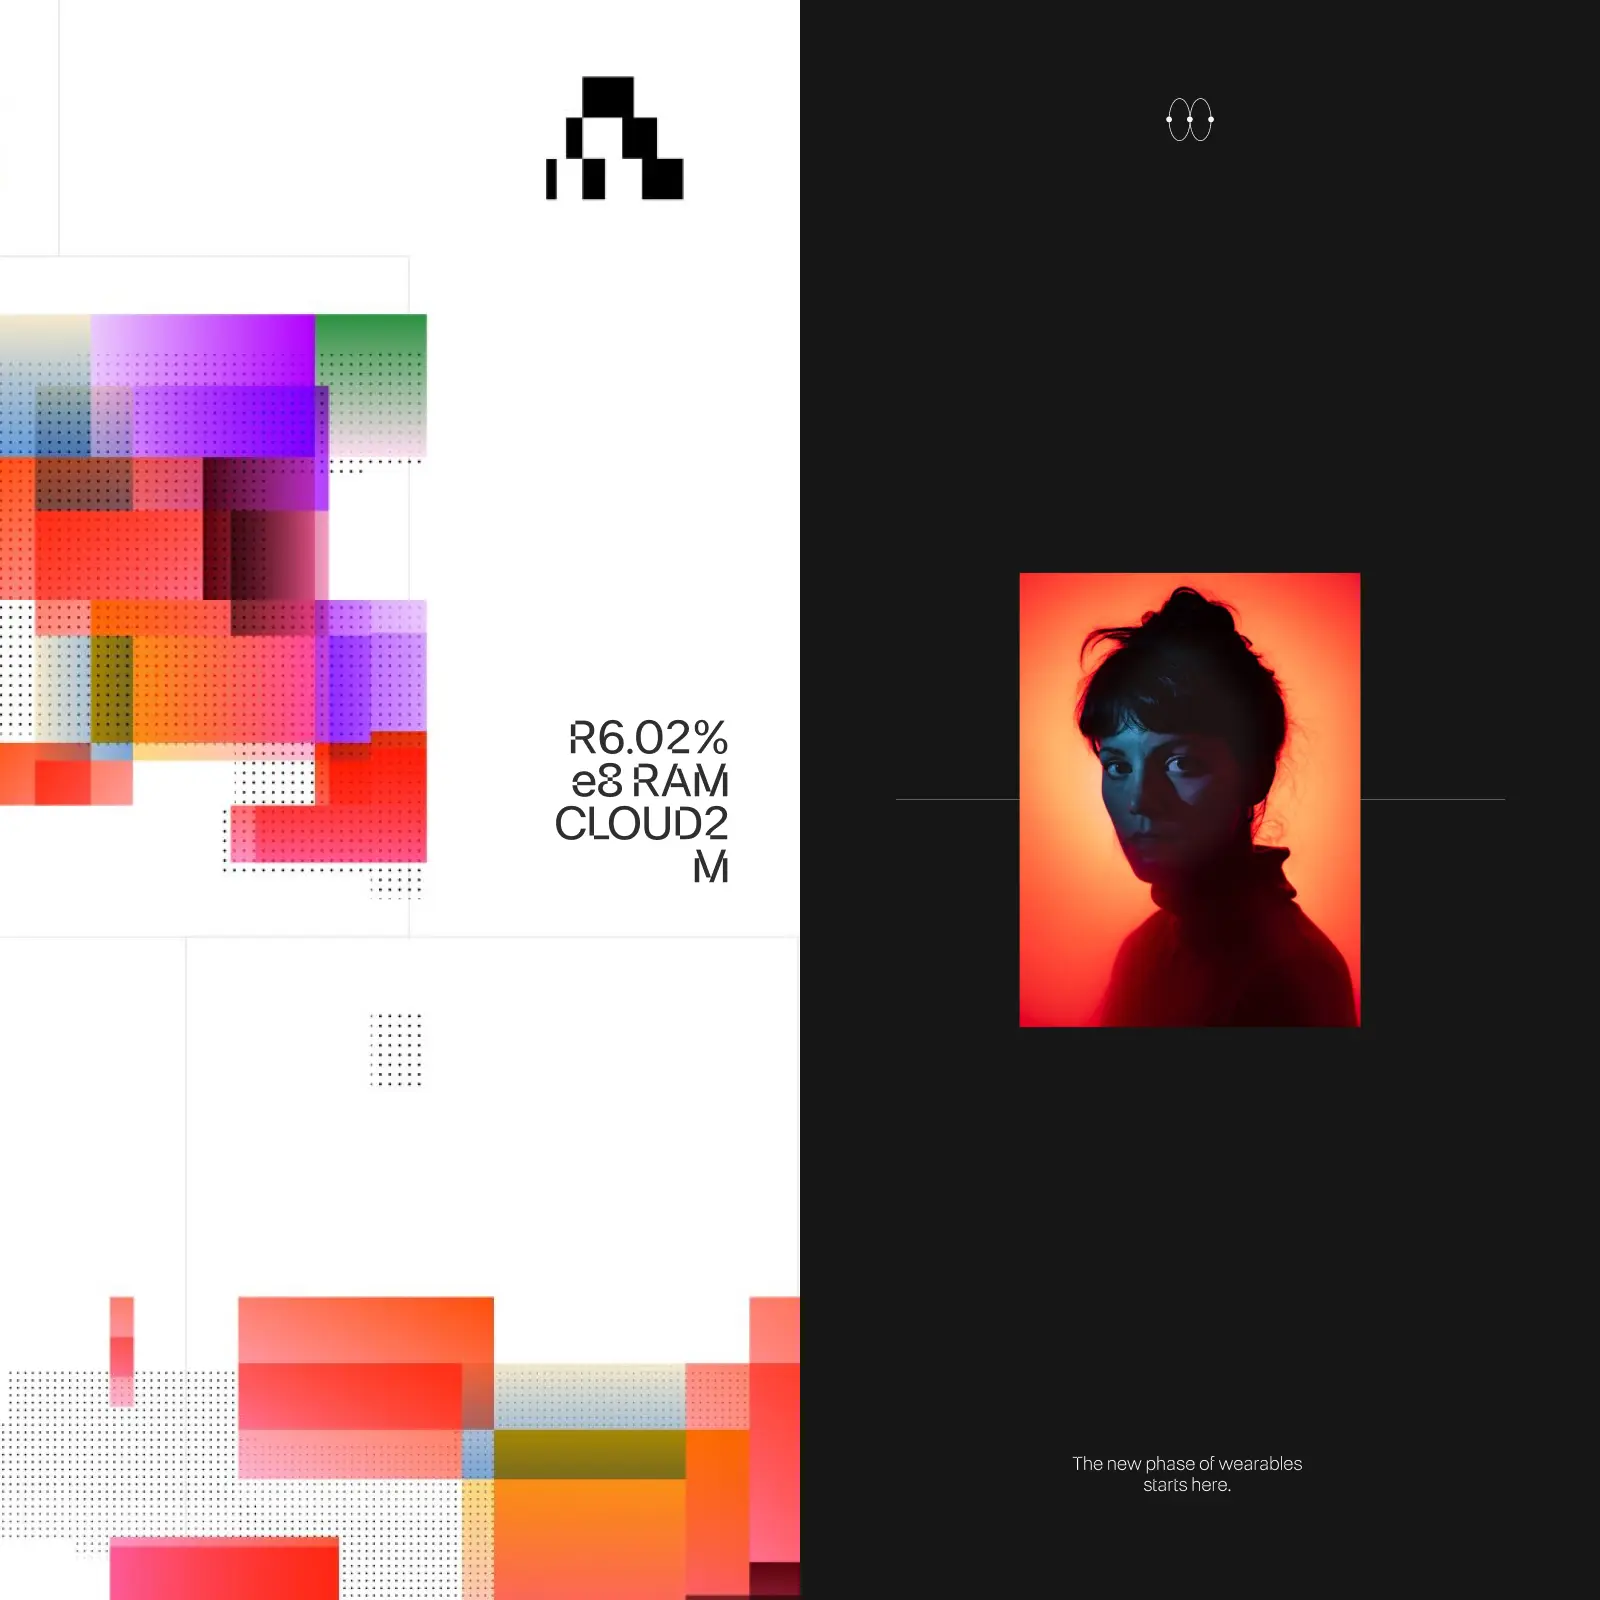 R6.02%
e8 RAM
CLOUD2
M
The new phase of wearables
starts here.